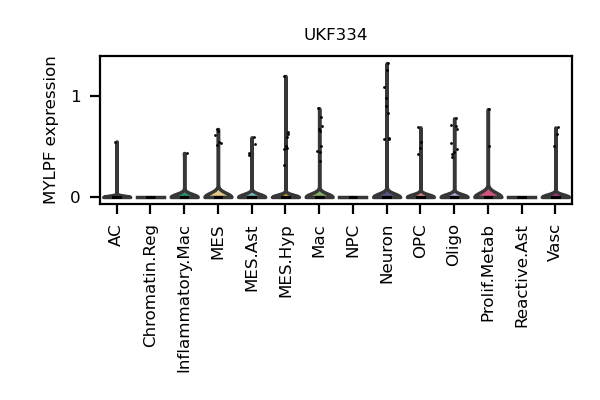 UKF334
MYLPF expression
1
0
AC
Chromatin.Reg
Inflammatory.Mac
MES
MES.Ast
MES.Hyp
Mac
NPC
Neuron
OPC
Oligo
Prolif.Metab
Reactive.Ast
Vasc